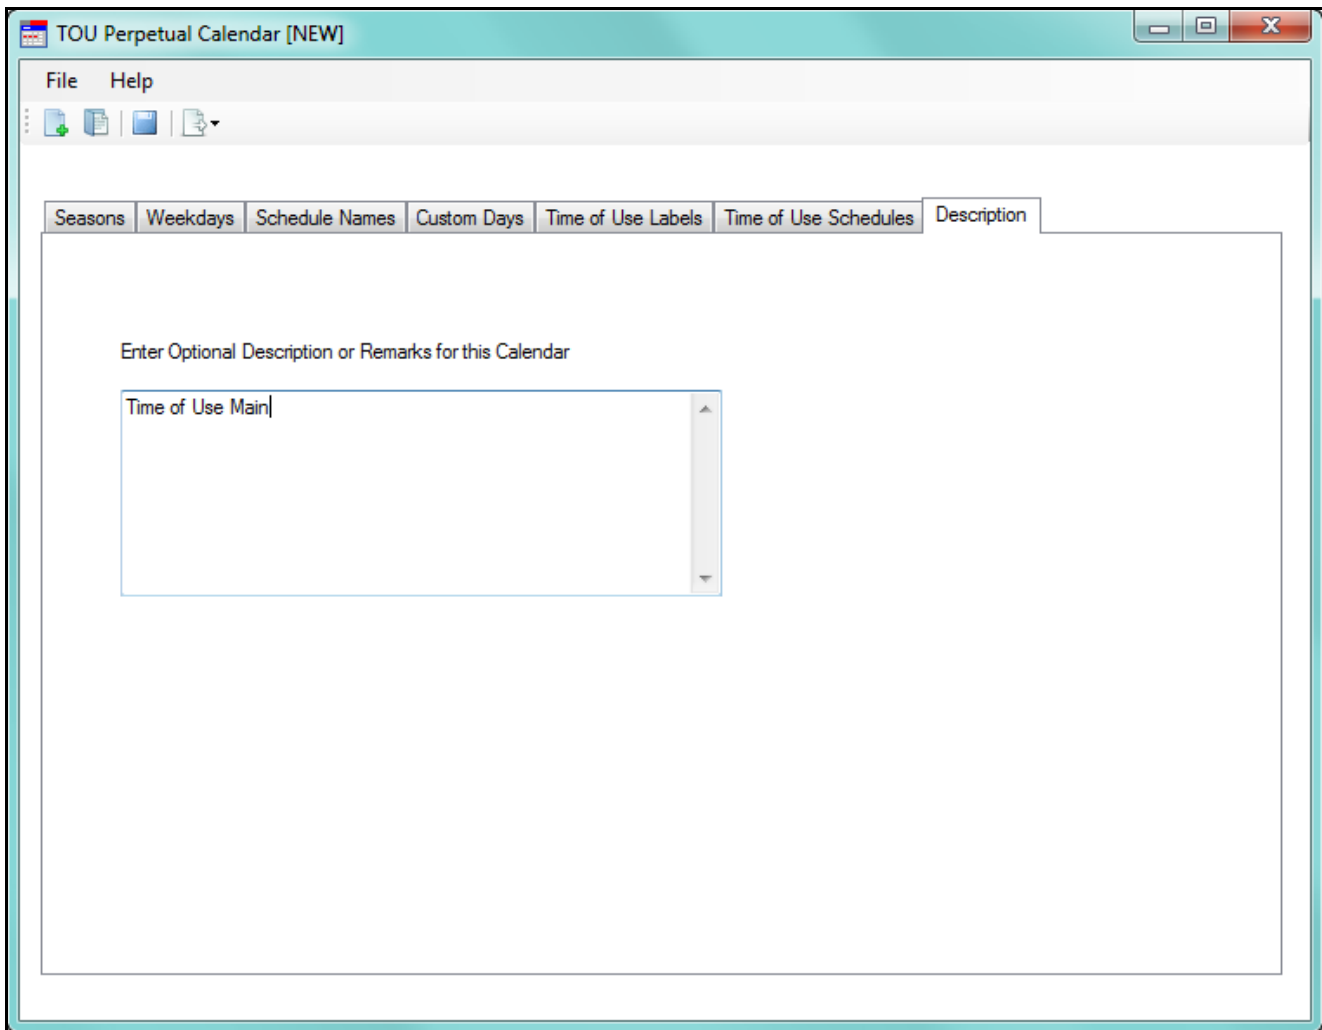 TOU Perpetual Calendar [NEW]
File Help
Seasons Weekdays Schedule Names Custom Days Time of Use Labels Time of Use Schedules Description
Enter Optional Description or Remarks for this Calendar
Time of Use Main